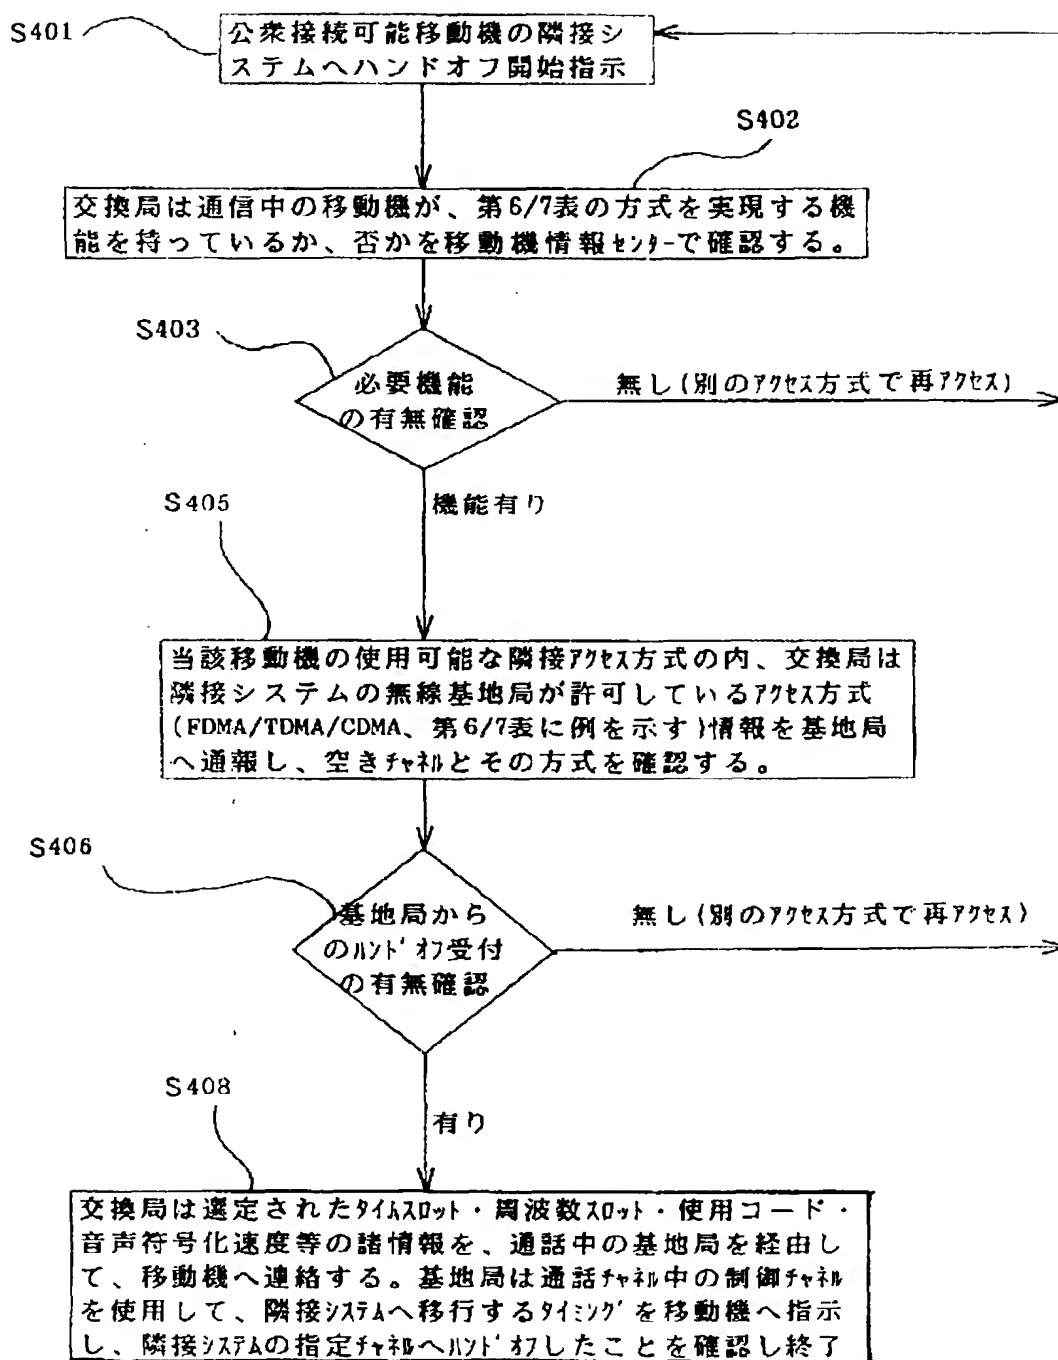 S401
公衆接続可能移動機の隣接シ
ステムへハンドオフ開始指示
S402
交換局は通信中の移動機が、第6/7表の方式を実現する機
能を持っているか、否かを移動機情報ｾﾝﾀｰで確認する。
S403
必要機能
の有無確認
無し(別のｱｸｾｽ方式で再ｱｸｾｽ)
機能有り
S405
当該移動機の使用可能な隣接ｱｸｾｽ方式の内、交換局は
隣接システムの無線基地局が許可しているｱｸｾｽ方式
(FDMA/TDMA/CDMA、第6/7表に例を示す)情報を基地局
へ通報し、空きﾁｬﾈﾙとその方式を確認する。
S406
基地局から
のﾊﾝﾄﾞｵﾌ受付
の有無確認
無し(別のｱｸｾｽ方式で再ｱｸｾｽ)
有り
S408
交換局は選定されたﾀｲﾑｽﾛｯﾄ・周波数ｽﾛｯﾄ・使用コード・
音声符号化速度等の諸情報を、通話中の基地局を経由し
て、移動機へ連絡する。基地局は通話ﾁｬﾈﾙ中の制御ﾁｬﾈﾙ
を使用して、隣接ｼｽﾃﾑへ移行するﾀｲﾐﾝｸﾞを移動機へ指示
し、隣接ｼｽﾃﾑの指定ﾁｬﾈﾙへﾊﾝﾄﾞｵﾌしたことを確認し終了